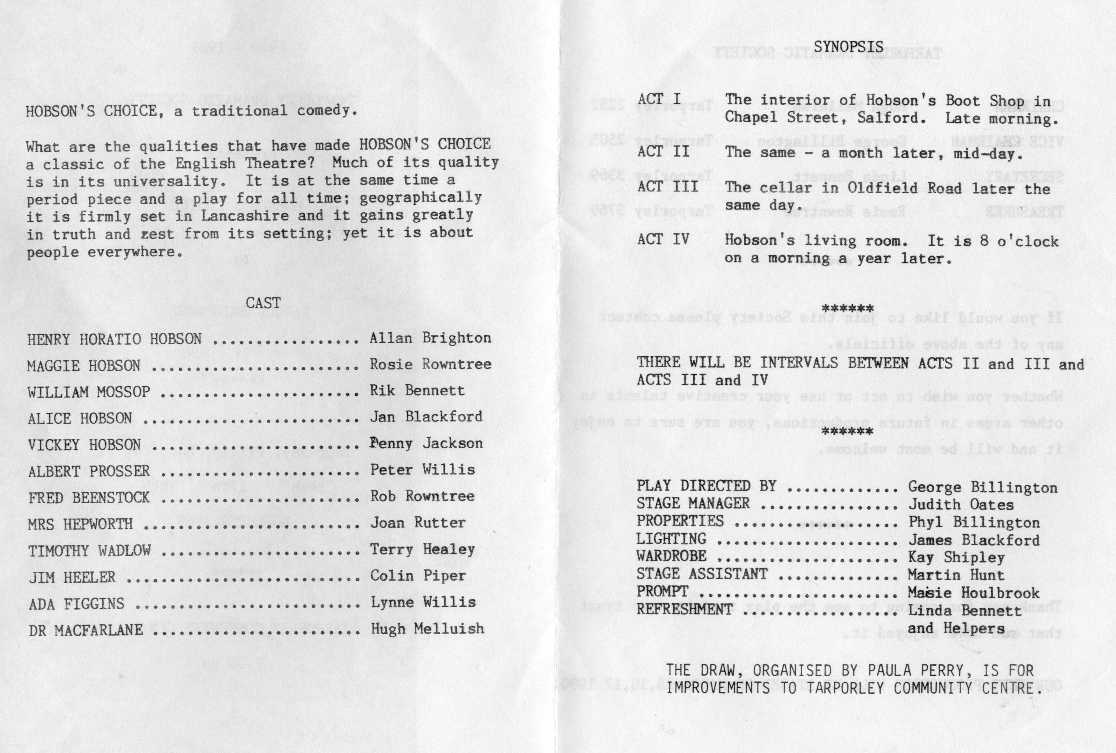 HOBSON'S CHOICE, a traditional comedy.
What are the qualities that have made HOBSON'S CHOICE
a classic of the English Theatre? Much of its quality
is in its universality. It is at the same time a
period piece and a play for all time; geographically
it is firmly set in Lancashire and it gains greatly
in truth and zest from its setting; yet it is about
people everywhere.
CAST
HENRY HORATIO HOBSON ................. Allan Brighton
MAGGIE HOBSON ........................ Rosie Rowntree
WILLIAM MOSSOP ....................... Rik Bennett
ALICE HOBSON ......................... Jan Blackford
VICKEY HOBSON ........................ Penny Jackson
ALBERT PROSSER ....................... Peter Willis
FRED BEENSTOCK ....................... Rob Rowntree
MRS HEPWORTH ......................... Joan Rutter
TIMOTHY WADLOW ....................... Terry Healey
JIM HEELER ........................... Colin Piper
ADA FIGGINS .......................... Lynne Willis
DR MACFARLANE ........................ Hugh Melluish
SYNOPSIS
ACT I The interior of Hobson's Boot Shop in
Chapel Street, Salford. Late morning.
ACT II The same - a month later, mid-day.
ACT III The cellar in Oldfield Road later the
same day.
ACT IV Hobson's living room. It is 8 o'clock
on a morning a year later.
******
THERE WILL BE INTERVALS BETWEEN ACTS II and III and
ACTS III and IV
******
PLAY DIRECTED BY ............. George Billington
STAGE MANAGER ................ Judith Oates
PROPERTIES ................... Phyl Billington
LIGHTING ..................... James Blackford
WARDROBE ..................... Kay Shipley
STAGE ASSISTANT .............. Martin Hunt
PROMPT ....................... Masie Houlbrook
REFRESHMENT .................. Linda Bennett
and Helpers
THE DRAW, ORGANISED BY PAULA PERRY, IS FOR
IMPROVEMENTS TO TARPORLEY COMMUNITY CENTRE.